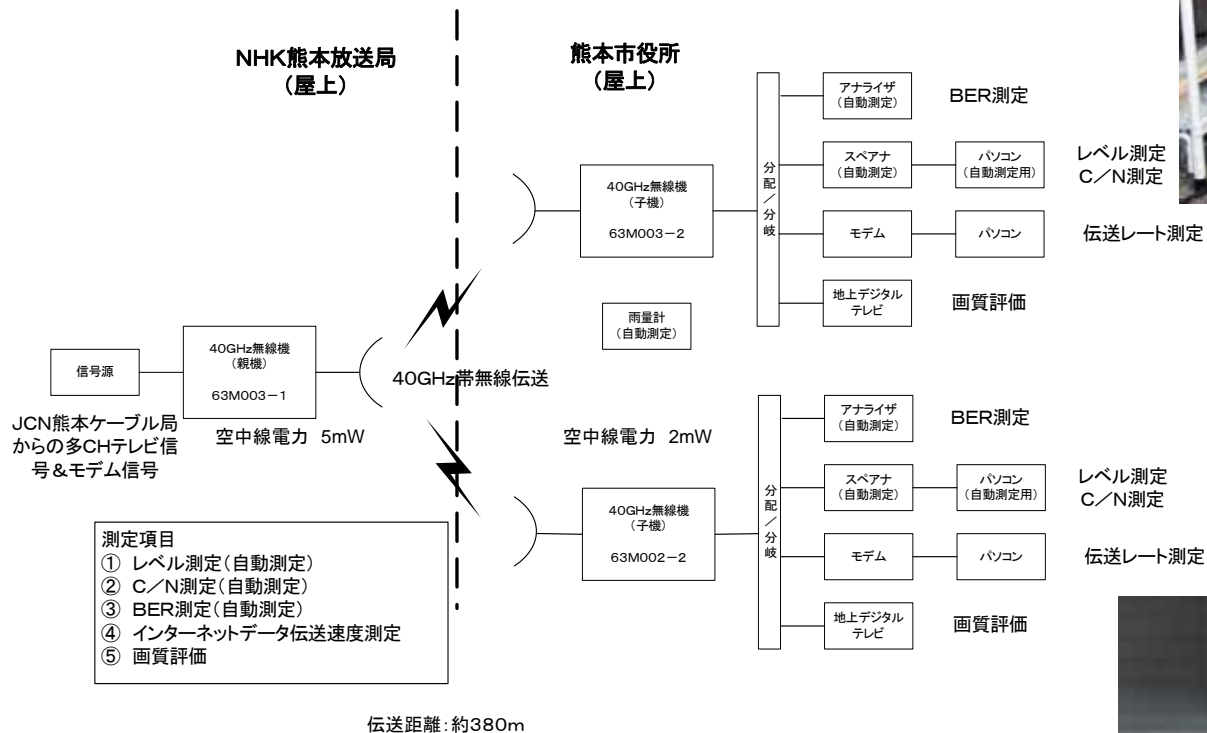 NHK熊本放送局
(屋上)
熊本市役所
(屋上)
信号源
JCN熊本ケーブル局
からの多CHテレビ信
号&モデム信号
40GHz無線機
(親機)
63M003-1
空中線電力 5mW
40GHz帯無線伝送
40GHz無線機
(子機)
63M003-2
雨量計
(自動測定)
分配/分岐
アナライザ
(自動測定)
BER測定
スペアナ
(自動測定)
パソコン
(自動測定用)
レベル測定
C/N測定
モデム
パソコン
伝送レート測定
地上デジタル
テレビ
画質評価
空中線電力 2mW
40GHz無線機
(子機)
63M002-2
分配/分岐
アナライザ
(自動測定)
BER測定
スペアナ
(自動測定)
パソコン
(自動測定用)
レベル測定
C/N測定
モデム
パソコン
伝送レート測定
地上デジタル
テレビ
画質評価
測定項目
① レベル測定(自動測定)
② C/N測定(自動測定)
③ BER測定(自動測定)
④ インターネットデータ伝送速度測定
⑤ 画質評価
伝送距離:約380m